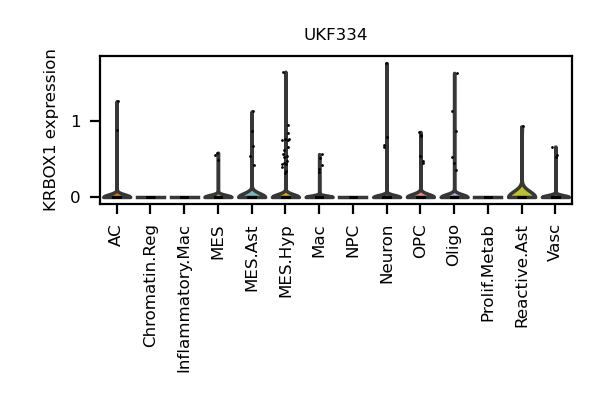 UKF334
KRBOX1 expression
1
0
AC
Chromatin.Reg
Inflammatory.Mac
MES
MES.Ast
MES.Hyp
Mac
NPC
Neuron
OPC
Oligo
Prolif.Metab
Reactive.Ast
Vasc